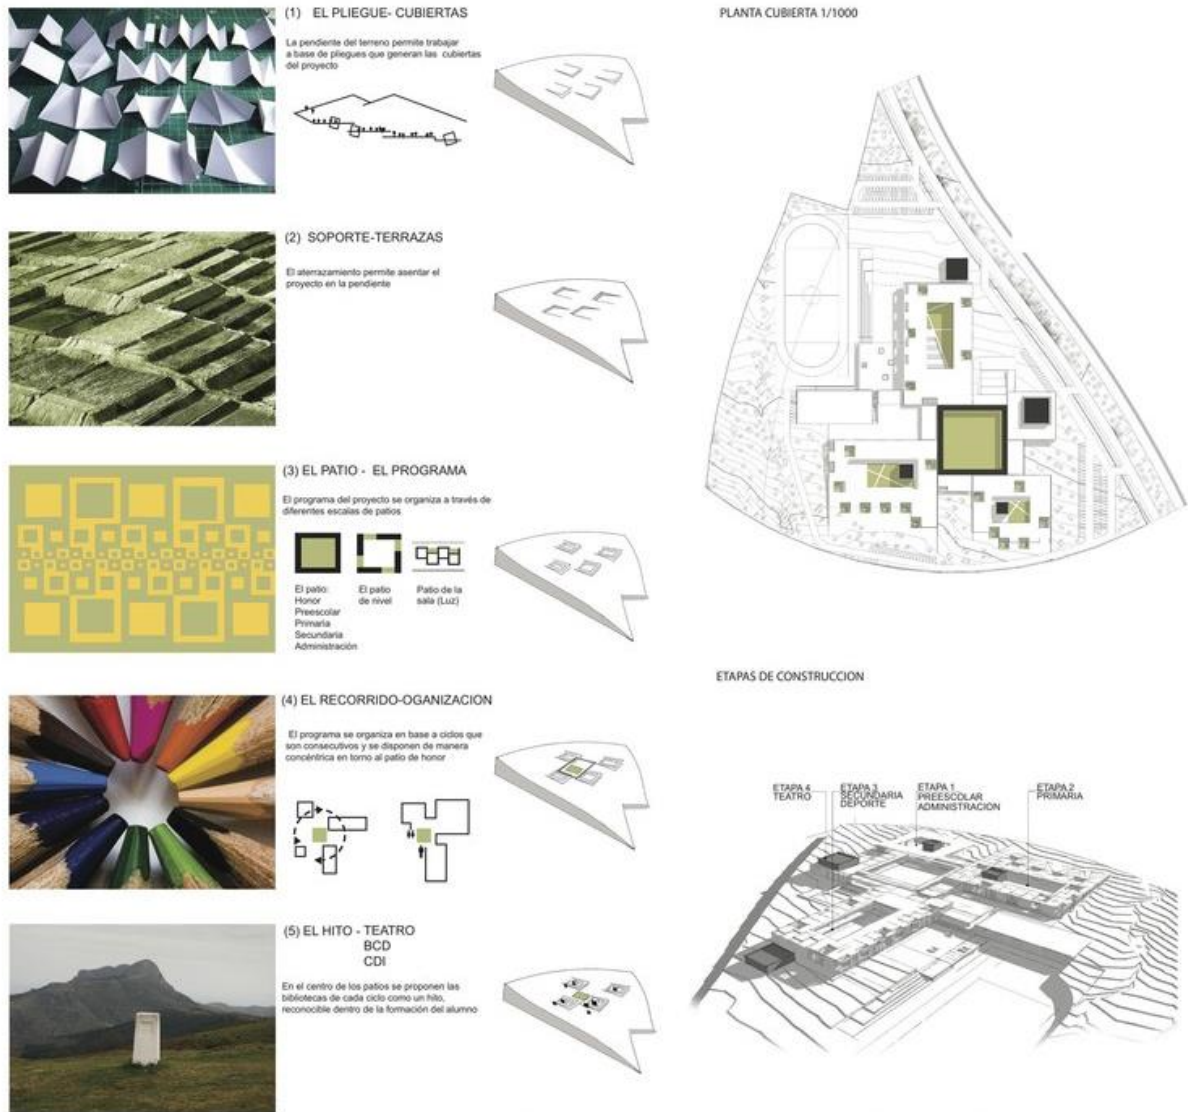 (1) EL PLIEGUE- CUBIERTAS
La pendiente del terreno permite trabajar
a base de pliegues que generan las cubiertas
del proyecto
(2) SOPORTE-TERRAZAS
El aterrazamiento permite asentar el
proyecto en la pendiente
(3) EL PATIO - EL PROGRAMA
El programa del proyecto se organiza a través de
diferentes escalas de patios
El patio:
Honor
Preescolar
Primaria
Secundaria
Administración
El patio
de nivel
Patio de la
sala (Luz)
(4) EL RECORRIDO-OGANIZACION
El programa se organiza en base a ciclos que
son consecutivos y se disponen de manera
concéntrica en torno al patio de honor
(5) EL HITO - TEATRO
BCD
CDI
En el centro de los patios se proponen las
bibliotecas de cada ciclo como un hito,
reconocible dentro de la formación del alumno
PLANTA CUBIERTA 1/1000
ETAPAS DE CONSTRUCCION
ETAPA 4
TEATRO
ETAPA 3
SECUNDARIA
DEPORTE
ETAPA 1
PREESCOLAR
ADMINISTRACION
ETAPA 2
PRIMARIA